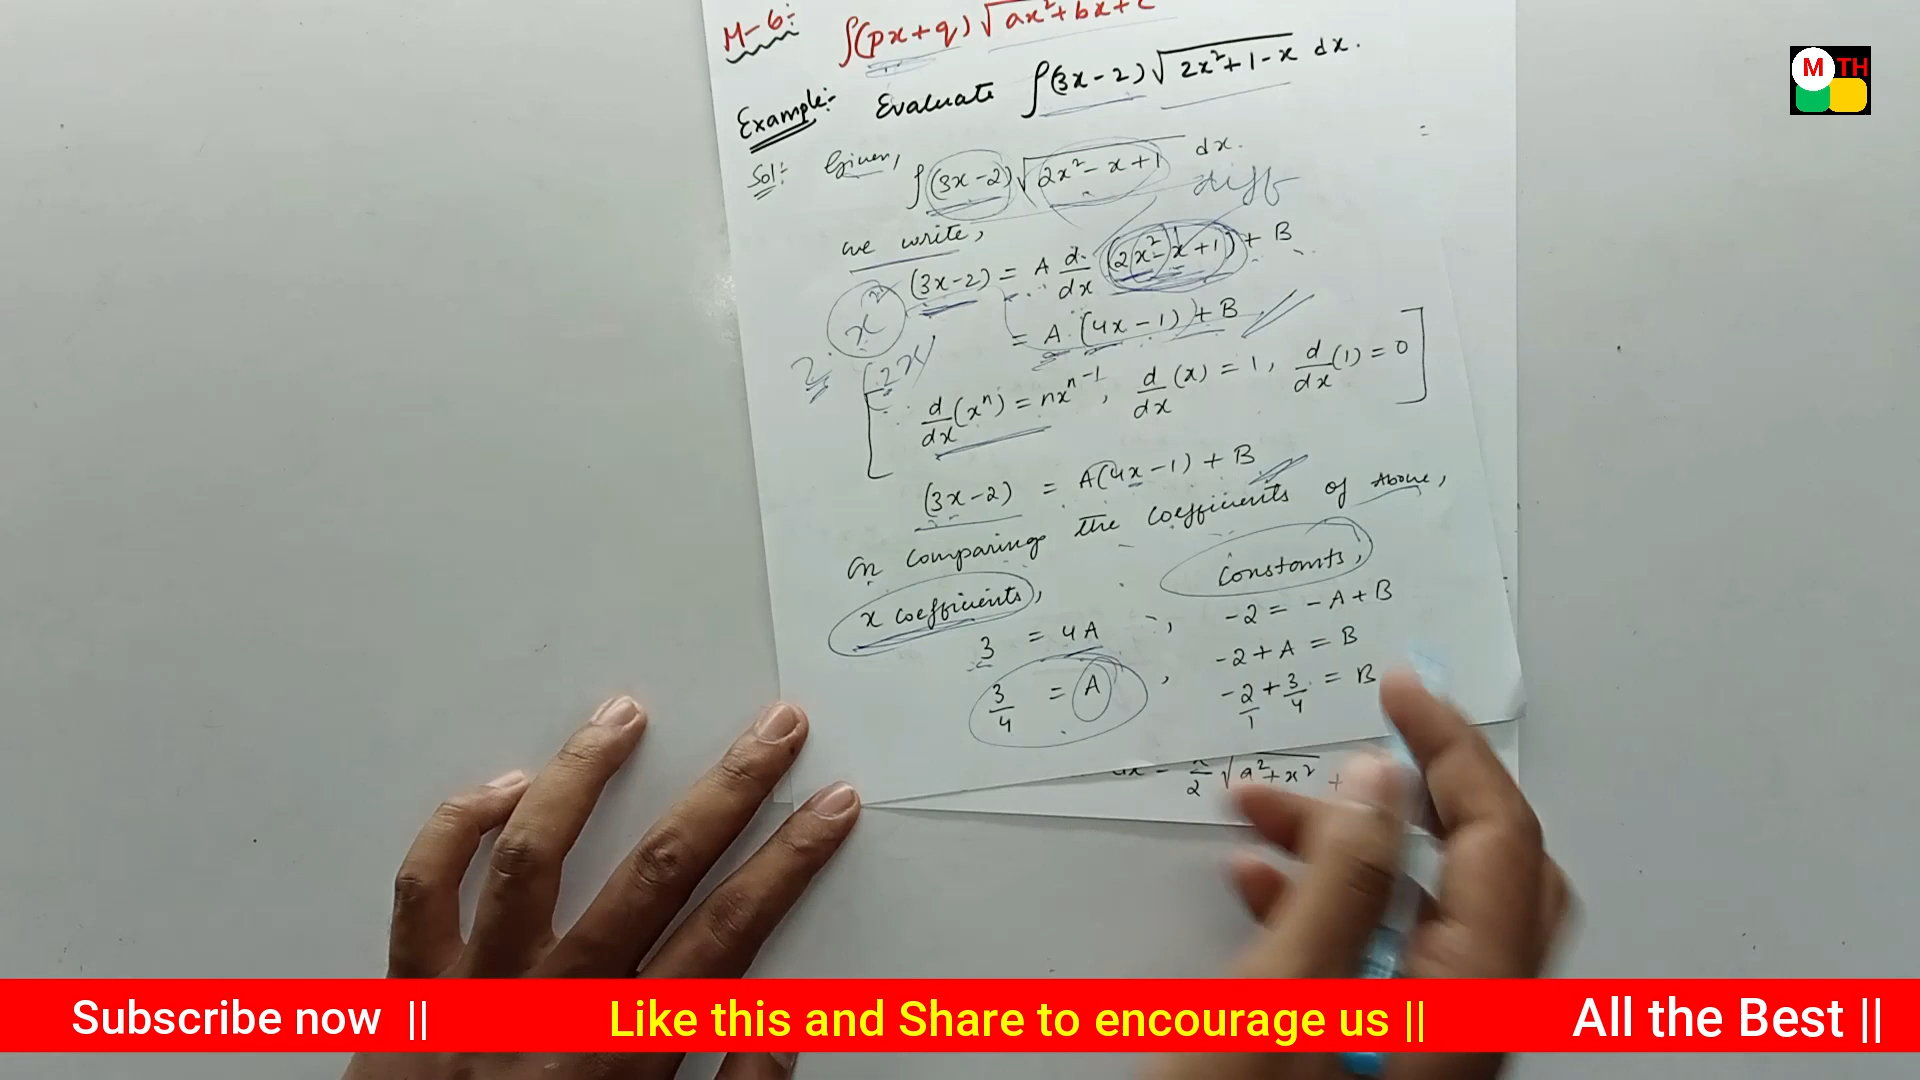 M-6:- ∫(px+q)√ax²+bx+c
Example:- Evaluate ∫(3x-2)√2x²+1-x dx.
Sol:- Given,
∫(3x-2)√2x²-x+1 dx.
diff
we write,
(3x-2) = A d/dx (2x²-x+1) + B
x²
= A.(4x-1)+B
2. 2x
[d/dx(xⁿ) = nxⁿ⁻¹, d/dx(x) = 1, d/dx(1) = 0]
(3x-2) = A(4x-1)+B
On comparing the coefficients of above,
x coefficients, Constants,
3 = 4A, -2 = -A+B
-2+A = B
3/4 = A, -2/1+3/4 = B
√a²+x² +
M TH
Subscribe now || Like this and Share to encourage us || All the Best ||